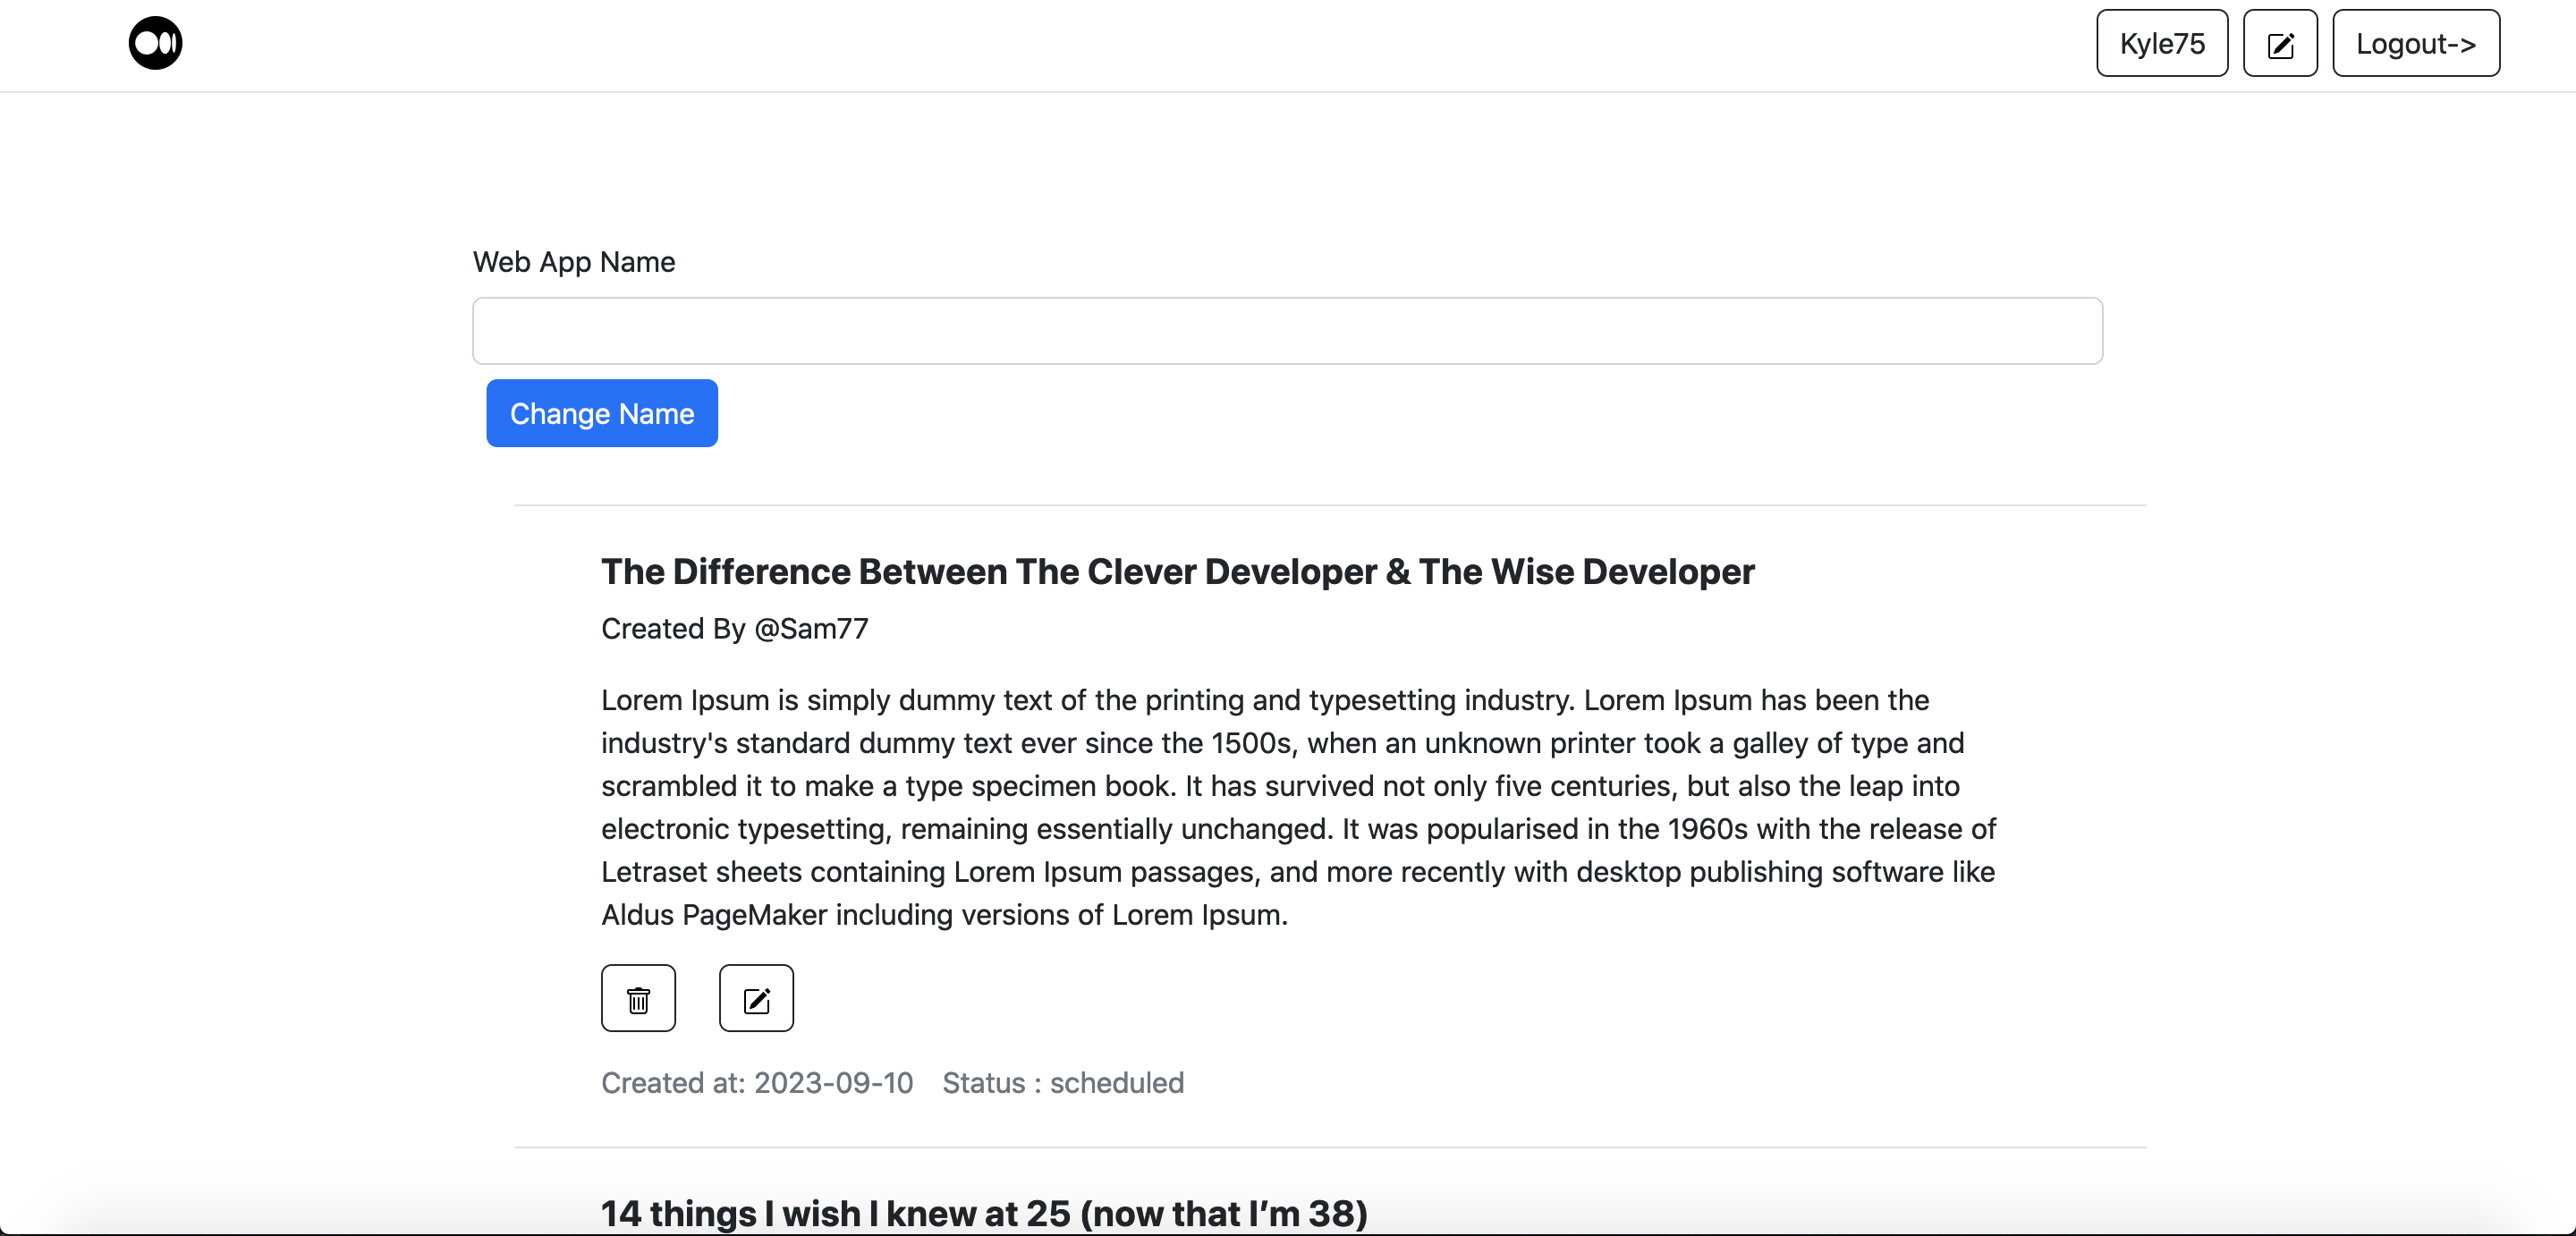 Kyle75
Logout->
Web App Name
Change Name
The Difference Between The Clever Developer & The Wise Developer
Created By @Sam77
Lorem Ipsum is simply dummy text of the printing and typesetting industry. Lorem Ipsum has been the
industry's standard dummy text ever since the 1500s, when an unknown printer took a galley of type and
scrambled it to make a type specimen book. It has survived not only five centuries, but also the leap into
electronic typesetting, remaining essentially unchanged. It was popularised in the 1960s with the release of
Letraset sheets containing Lorem Ipsum passages, and more recently with desktop publishing software like
Aldus PageMaker including versions of Lorem Ipsum.
Created at: 2023-09-10 Status : scheduled
14 things I wish I knew at 25 (now that I’m 38)